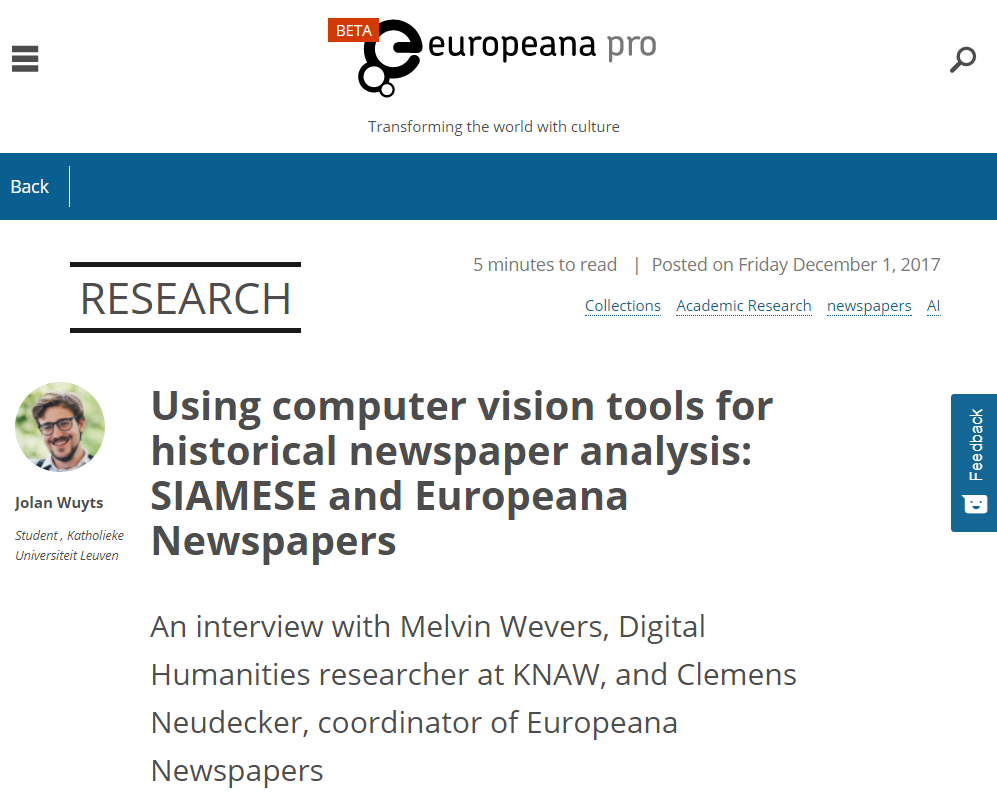 BETA
europeana pro
Transforming the world with culture
Back
5 minutes to read | Posted on Friday December 1, 2017
RESEARCH
Collections Academic Research newspapers AI
Using computer vision tools for
historical newspaper analysis:
SIAMESE and Europeana
Newspapers
Feedback
Jolan Wuyts
Student , Katholieke
Universiteit Leuven
An interview with Melvin Wevers, Digital
Humanities researcher at KNAW, and Clemens
Neudecker, coordinator of Europeana
Newspapers